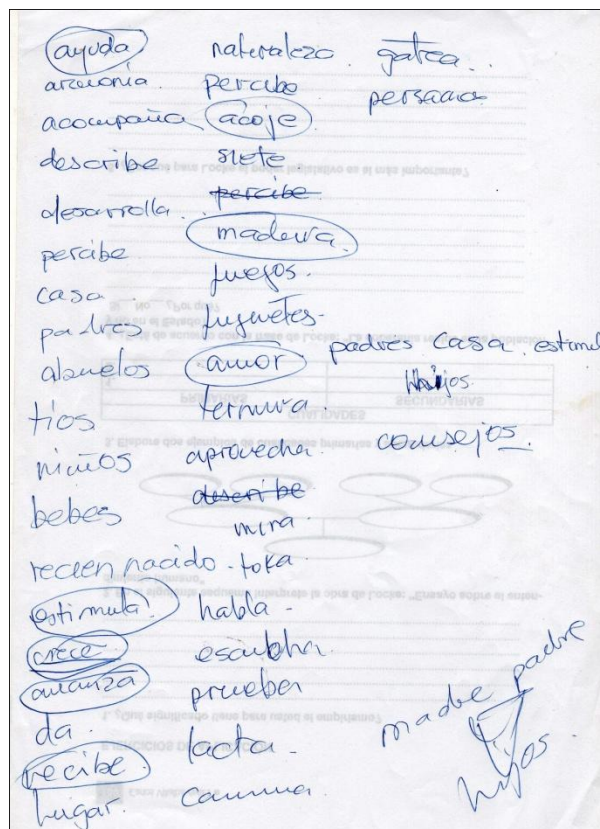 ayuda
armonía.
acompaña
describe
desarrolla.
percibe
casa.
padres
abuelos
tíos
niños
bebes
recien nacido.
estimula.
crece.
avanza
da.
recibe.
hogar.
naturaleza
percibe
acoje
siete
percibe
madera.
juegos.
juguetes-
amor
ternura.
aprovecha.
describe
mira.
toka.
habla-
escucha.
prueba
lacta-
camina.
gatea..
persona
padres casa. estimul
hijos.
consejos.
madre padre
hijos.